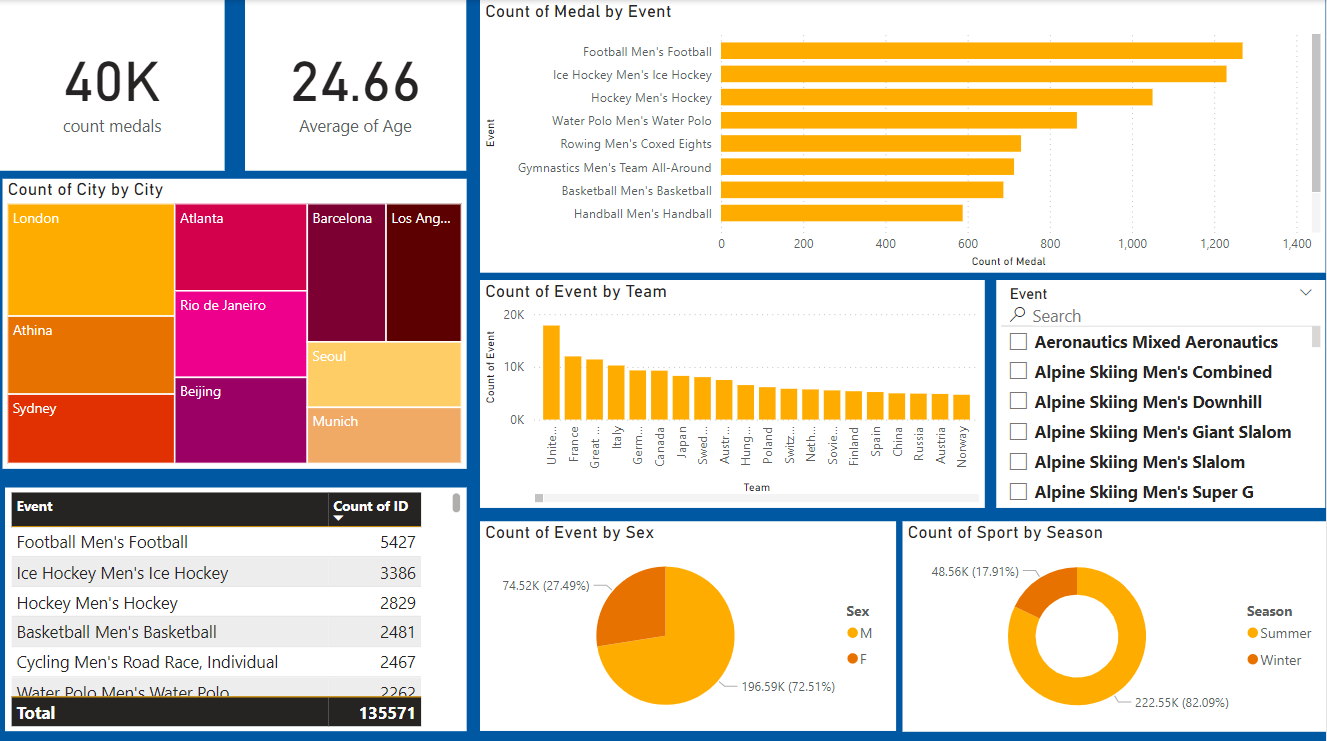 40K
count medals
24.66
Average of Age
Count of Medal by Event
Event
Football Men's Football
Ice Hockey Men's Ice Hockey
Hockey Men's Hockey
Water Polo Men's Water Polo
Rowing Men's Coxed Eights
Gymnastics Men's Team All-Around
Basketball Men's Basketball
Handball Men's Handball
0 200 400 600 800 1,000 1,200 1,400
Count of Medal
Count of City by City
London
Athina
Sydney
Atlanta
Rio de Janeiro
Beijing
Barcelona
Los Ang...
Seoul
Munich
Count of Event by Team
Count of Event
20K
10K
0K
Unite...
France
Great ...
Italy
Germ...
Canada
Japan
Swed...
Austr...
Hung...
Poland
Switz...
Neth...
Sovie...
Finland
Spain
China
Russia
Austria
Norway
Team
Event
Search
Aeronautics Mixed Aeronautics
Alpine Skiing Men's Combined
Alpine Skiing Men's Downhill
Alpine Skiing Men's Giant Slalom
Alpine Skiing Men's Slalom
Alpine Skiing Men's Super G
Event Count of ID
Football Men's Football 5427
Ice Hockey Men's Ice Hockey 3386
Hockey Men's Hockey 2829
Basketball Men's Basketball 2481
Cycling Men's Road Race, Individual 2467
Water Polo Men's Water Polo 2262
Total 135571
Count of Event by Sex
74.52K (27.49%)
196.59K (72.51%)
Sex
M
F
Count of Sport by Season
48.56K (17.91%)
222.55K (82.09%)
Season
Summer
Winter